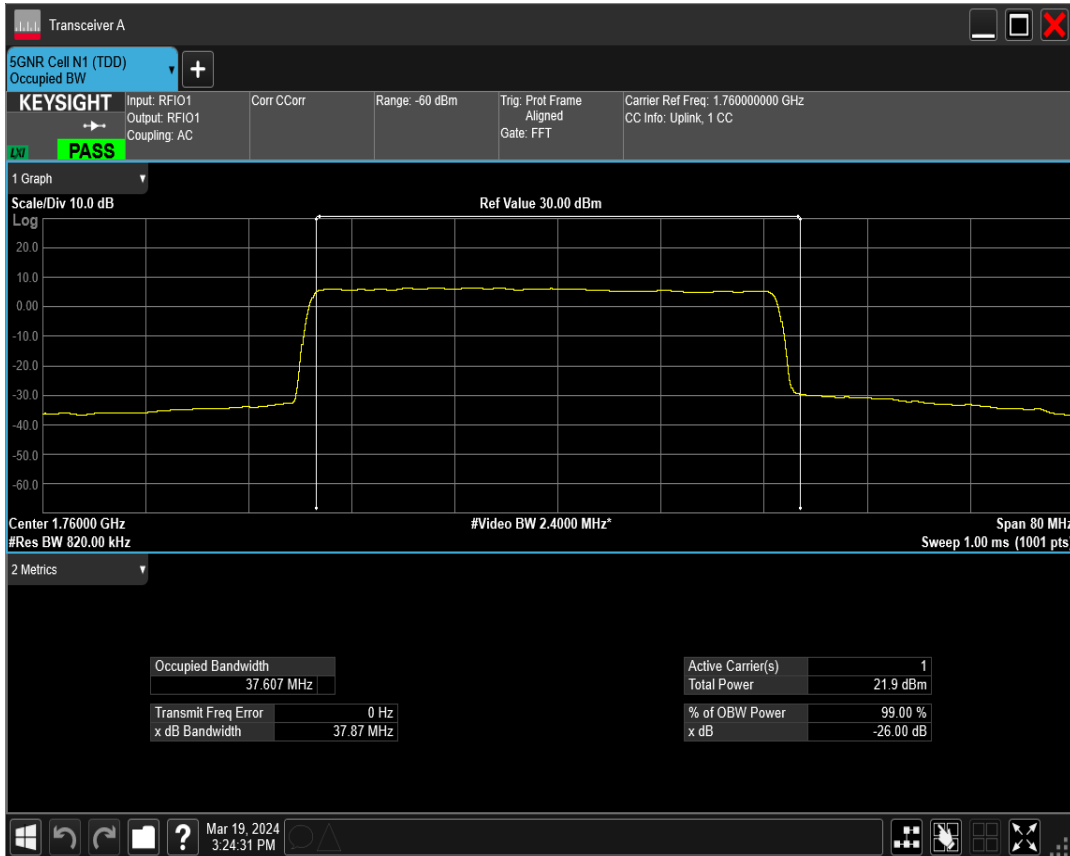 Transceiver A
5GNR Cell N1 (TDD)
Occupied BW
+
KEYSIGHT
LXI
PASS
Input: RFIO1
Output: RFIO1
Coupling: AC
Corr CCorr
Range: -60 dBm
Trig: Prot Frame
Aligned
Gate: FFT
Carrier Ref Freq: 1.760000000 GHz
CC Info: Uplink, 1 CC
1 Graph
Scale/Div 10.0 dB
Ref Value 30.00 dBm
Log
20.0
10.0
0.00
-10.0
-20.0
-30.0
-40.0
-50.0
-60.0
Center 1.76000 GHz
#Video BW 2.4000 MHz*
Span 80 MHz
#Res BW 820.00 kHz
Sweep 1.00 ms (1001 pts)
2 Metrics
Occupied Bandwidth
37.607 MHz
Transmit Freq Error 0 Hz
x dB Bandwidth 37.87 MHz
Active Carrier(s) 1
Total Power 21.9 dBm
% of OBW Power 99.00 %
x dB -26.00 dB
?
Mar 19, 2024
3:24:31 PM